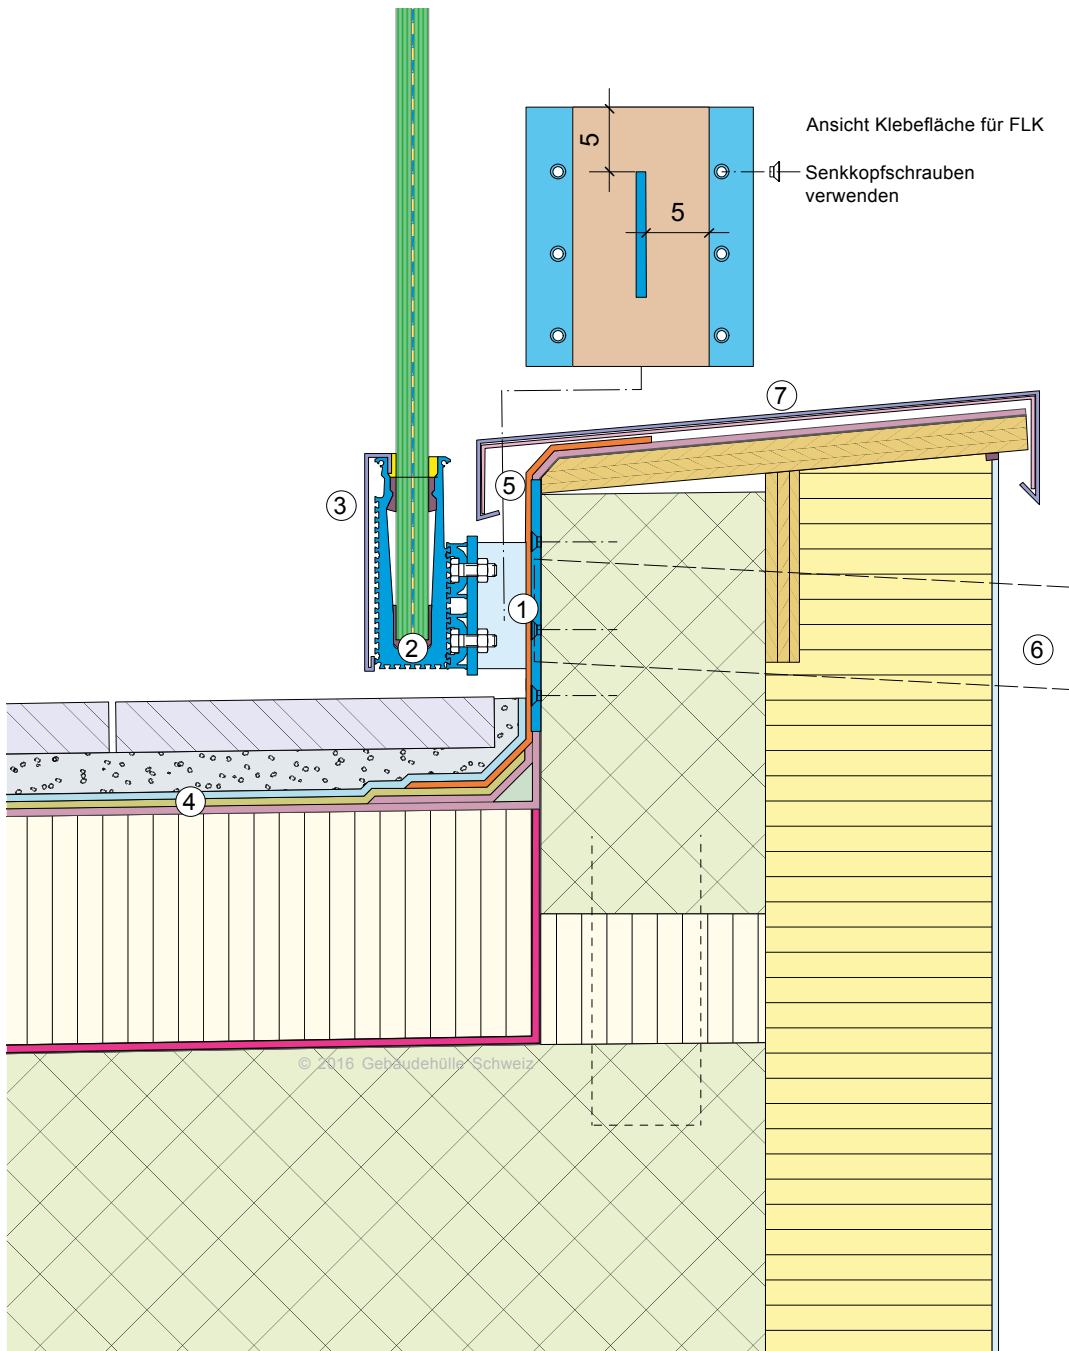 Ansicht Klebefläche für FLK
5
Senkkopfschrauben
verwenden
5
7
5
3
1
2
6
4
© 2016 Gebäudehülle Schweiz